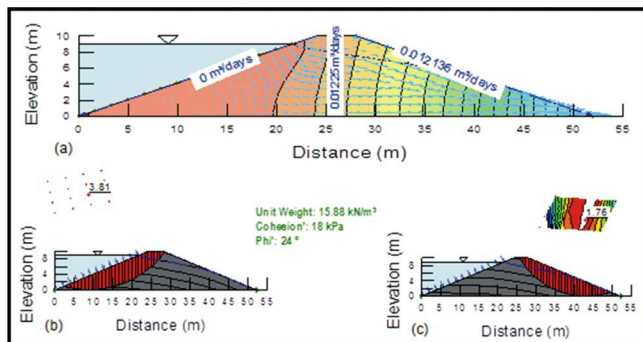 Elevation (m)
10
8
6
4
2
0
0 m³/days
0.01225 m³/days
0.012136 m³/days
0 5 10 15 20 25 30 35 40 45 50 55
Distance (m)
(a)
3.81
Unit Weight: 15.88 kN/m³
Cohesion': 18 kPa
Phi': 24 °
1.76
Elevation (m)
8
4
0
0 5 10 15 20 25 30 35 40 45 50 55
(b) Distance (m)
Elevation (m)
8
4
0
0 5 10 15 20 25 30 35 40 45 50 55
(c) Distance (m)